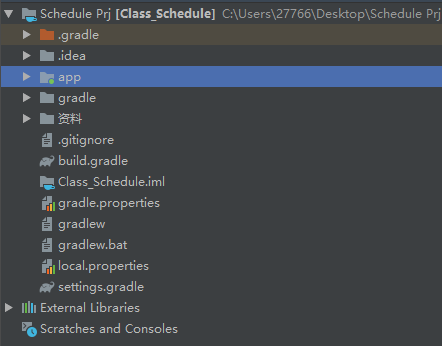 Schedule Prj [Class_Schedule] C:\Users\27766\Desktop\Schedule Prj
.gradle
.idea
app
gradle
资料
.gitignore
build.gradle
Class_Schedule.iml
gradle.properties
gradlew
gradlew.bat
local.properties
settings.gradle
External Libraries
Scratches and Consoles